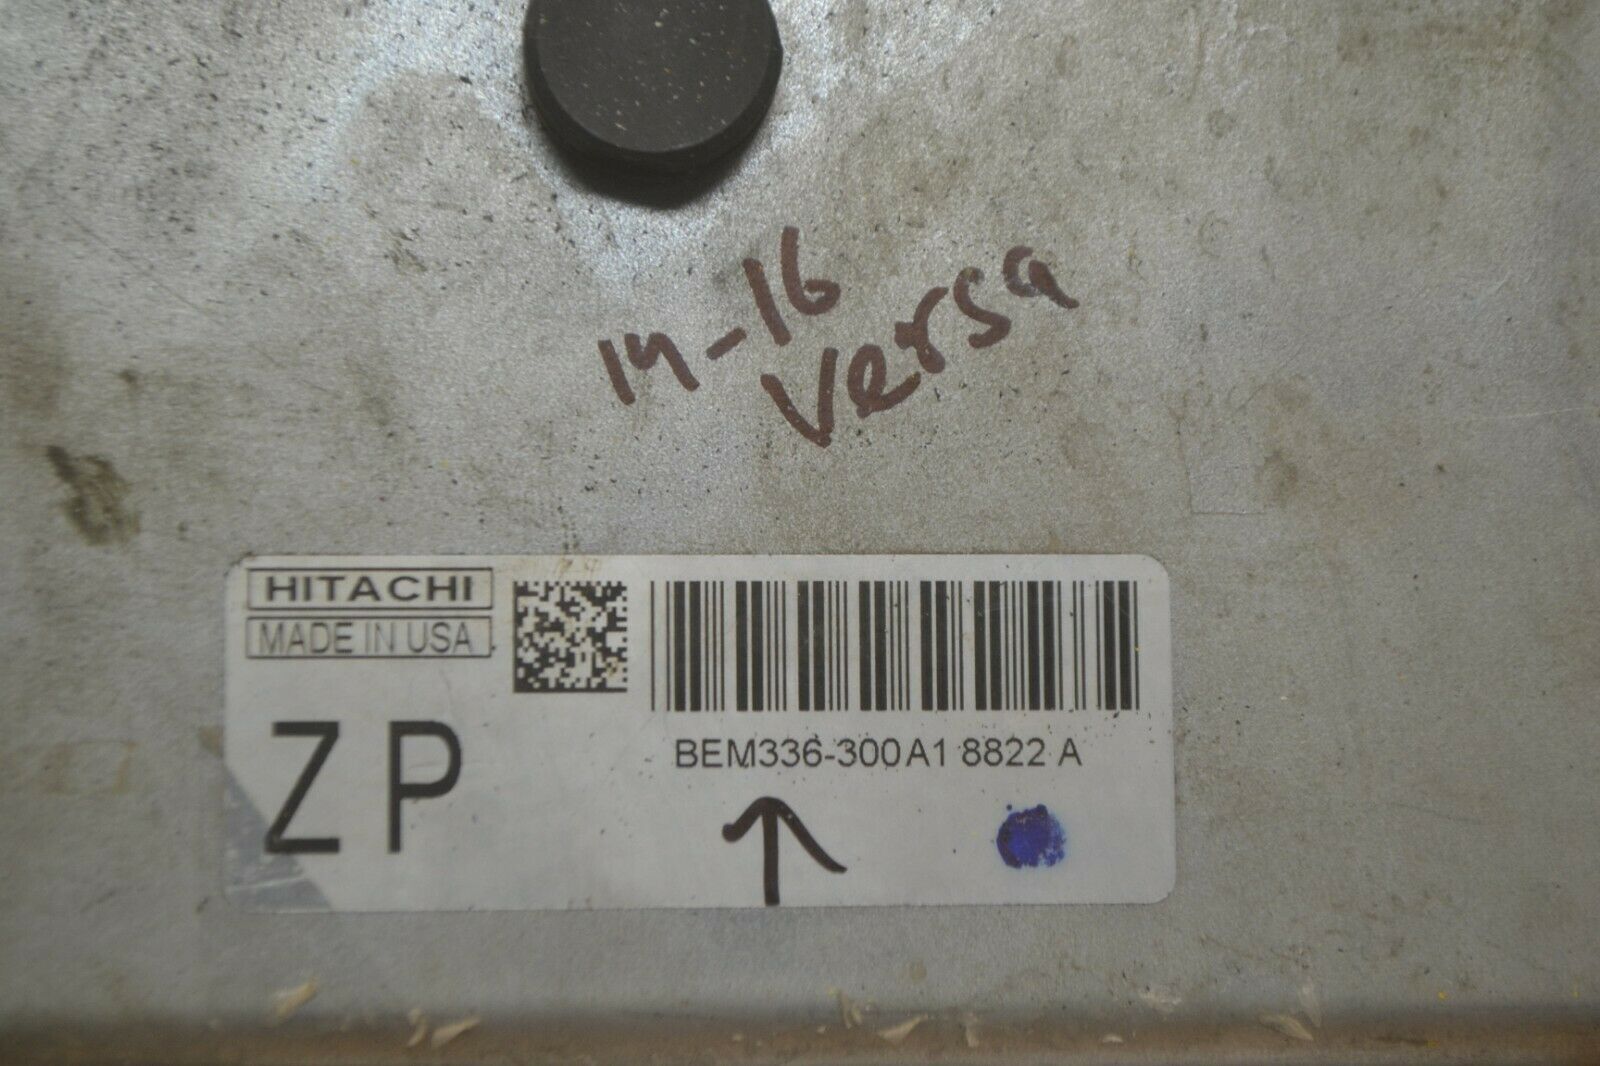 14-16
Versa
HITACHI
MADE IN USA
ZP
BEM336-300 A1 8822 A